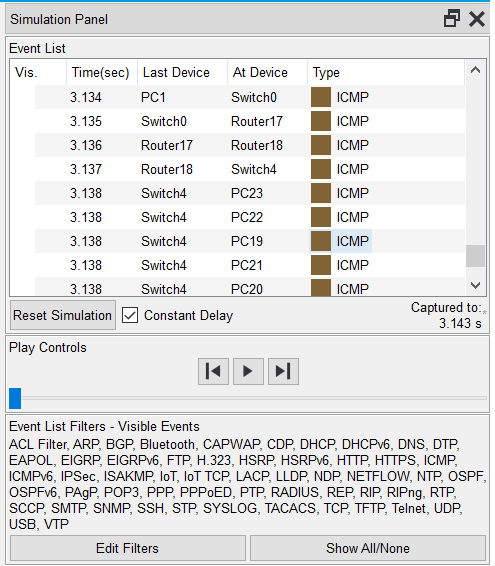 Simulation Panel
Event List
Vis. Time(sec) Last Device At Device Type
3.134 PC1 Switch0 ICMP
3.135 Switch0 Router17 ICMP
3.136 Router17 Router18 ICMP
3.137 Router18 Switch4 ICMP
3.138 Switch4 PC23 ICMP
3.138 Switch4 PC22 ICMP
3.138 Switch4 PC19 ICMP
3.138 Switch4 PC21 ICMP
3.138 Switch4 PC20 ICMP
Reset Simulation Constant Delay Captured to:
3.143 s
Play Controls
Event List Filters - Visible Events
ACL Filter, ARP, BGP, Bluetooth, CAPWAP, CDP, DHCP, DHCPv6, DNS, DTP,
EAPOL, EIGRP, EIGRPv6, FTP, H.323, HSRP, HSRPv6, HTTP, HTTPS, ICMP,
ICMPv6, IPSec, ISAKMP, IoT, IoT TCP, LACP, LLDP, NDP, NETFLOW, NTP, OSPF,
OSPFv6, PAgP, POP3, PPP, PPPoED, PTP, RADIUS, REP, RIP, RIPng, RTP,
SCCP, SMTP, SNMP, SSH, STP, SYSLOG, TACACS, TCP, TFTP, Telnet, UDP,
USB, VTP
Edit Filters Show All/None